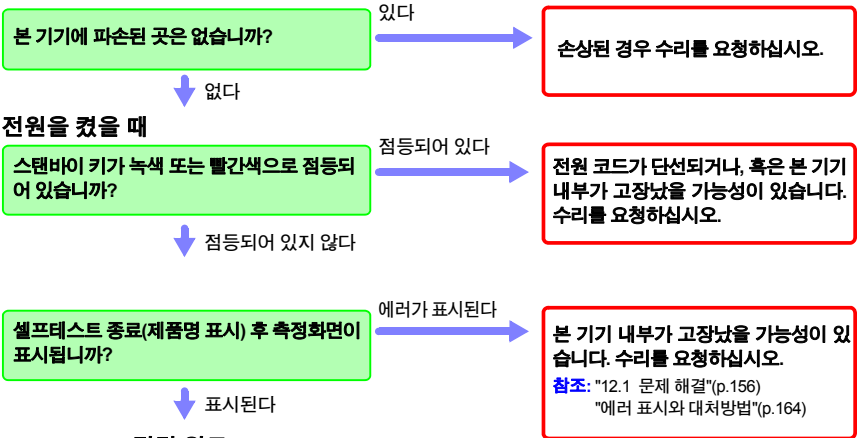 있다
본 기기에 파손된 곳은 없습니까?
손상된 경우 수리를 요청하십시오.
없다
전원을 켰을 때
점등되어 있다
스탠바이 키가 녹색 또는 빨간색으로 점등되
어 있습니까?
전원 코드가 단선되거나, 혹은 본 기기
내부가 고장났을 가능성이 있습니다.
수리를 요청하십시오.
점등되어 있지 않다
에러가 표시된다
셀프테스트 종료(제품명 표시) 후 측정화면이
표시됩니까?
본 기기 내부가 고장났을 가능성이 있
습니다. 수리를 요청하십시오.
참조: "12.1 문제 해결"(p.156)
"에러 표시와 대처방법"(p.164)
표시된다